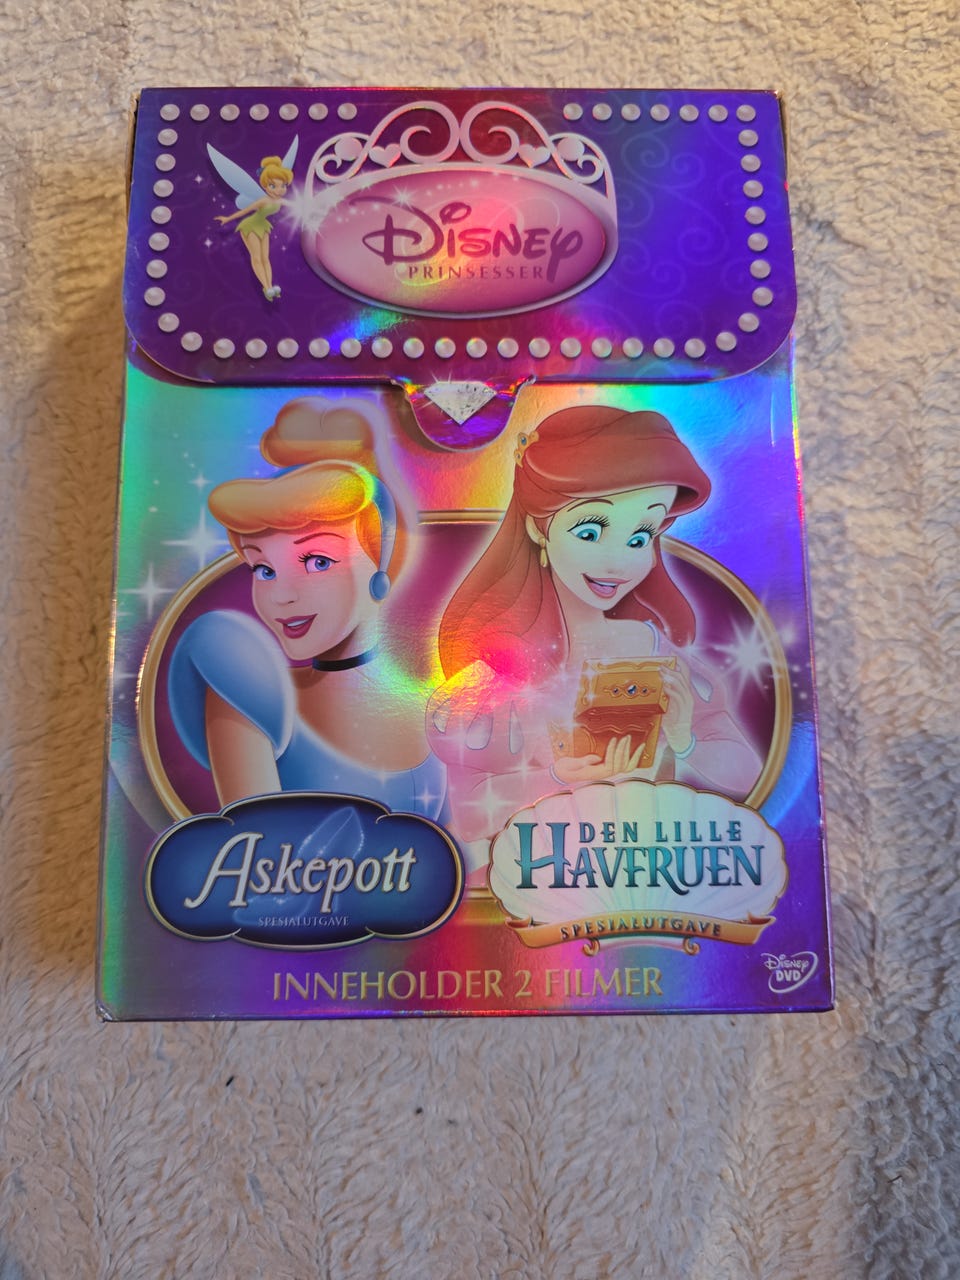 Disney
PRINSESSER
Askepott
SPESIALUTGAVE
DEN LILLE
HAVFRUEN
SPESIALUTGAVE
INNEHOLDER 2 FILMER
Disney
DVD